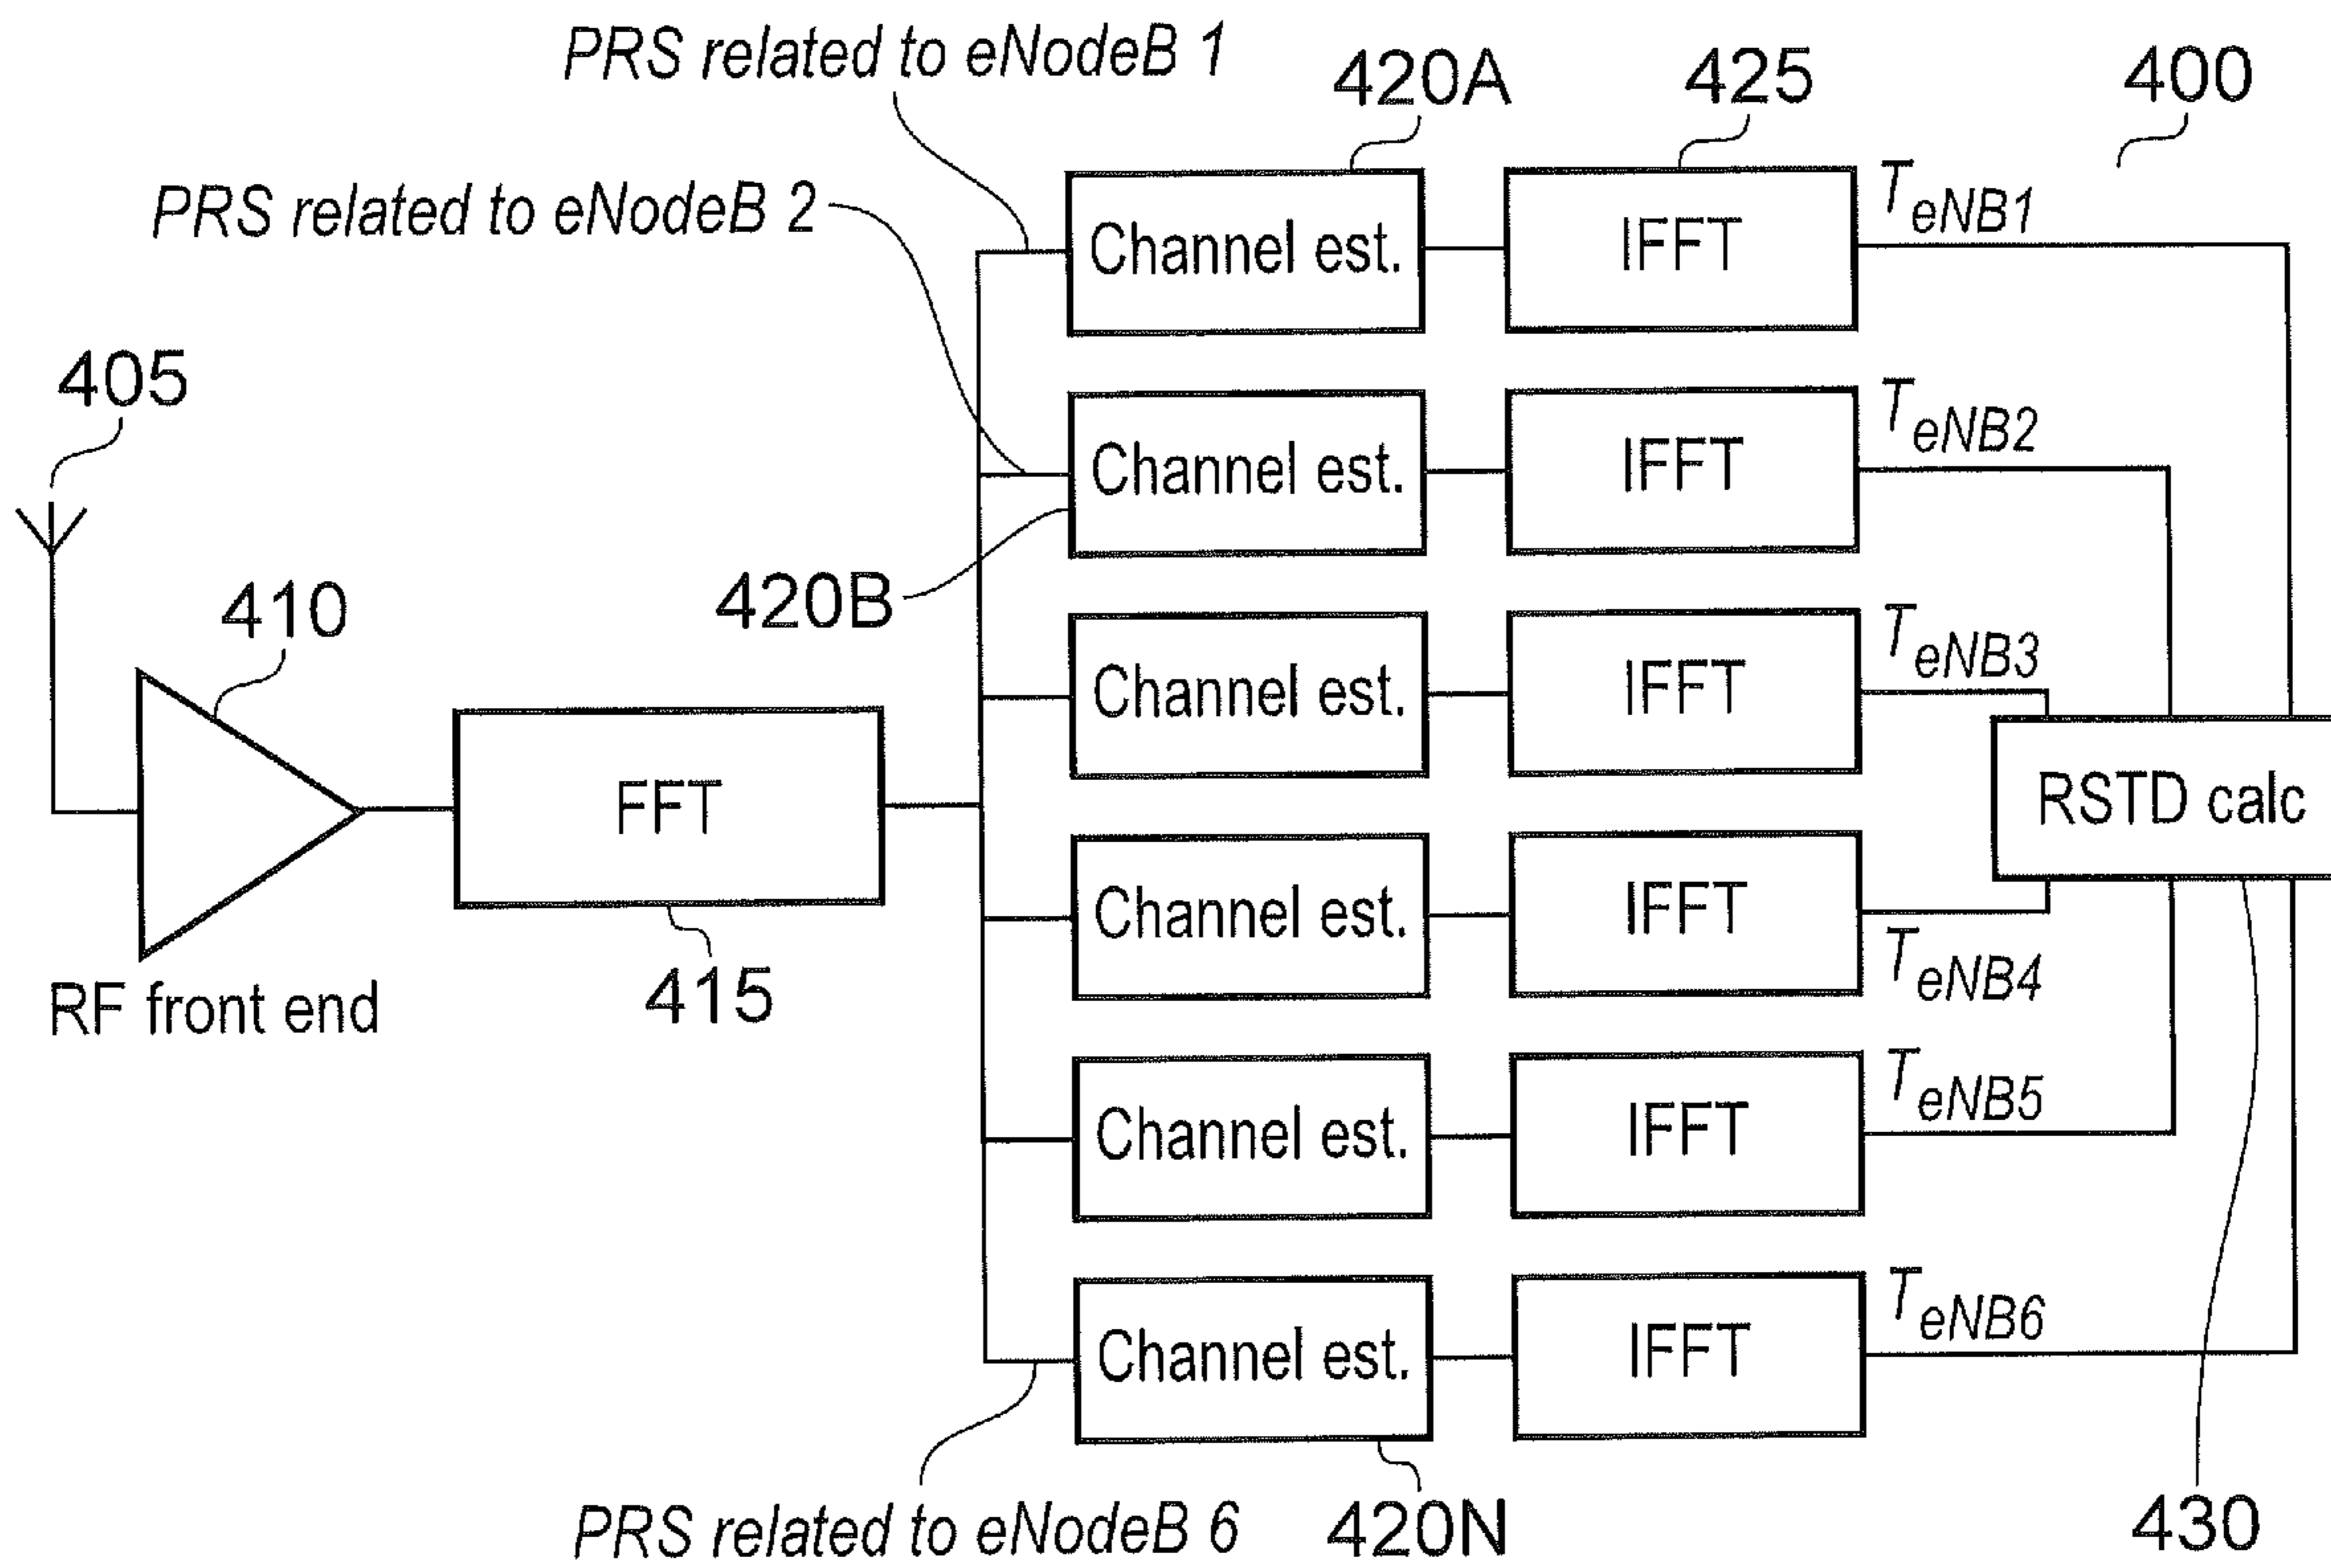 PRS related to eNodeB 1
420A
425
400
PRS related to eNodeB 2
Channel est.
IFFT
TeNB1
405
Channel est.
IFFT
TeNB2
410
420B
Channel est.
IFFT
TeNB3
FFT
RSTD calc
Channel est.
IFFT
TeNB4
RF front end
415
Channel est.
IFFT
TeNB5
Channel est.
IFFT
TeNB6
PRS related to eNodeB 6
420N
430